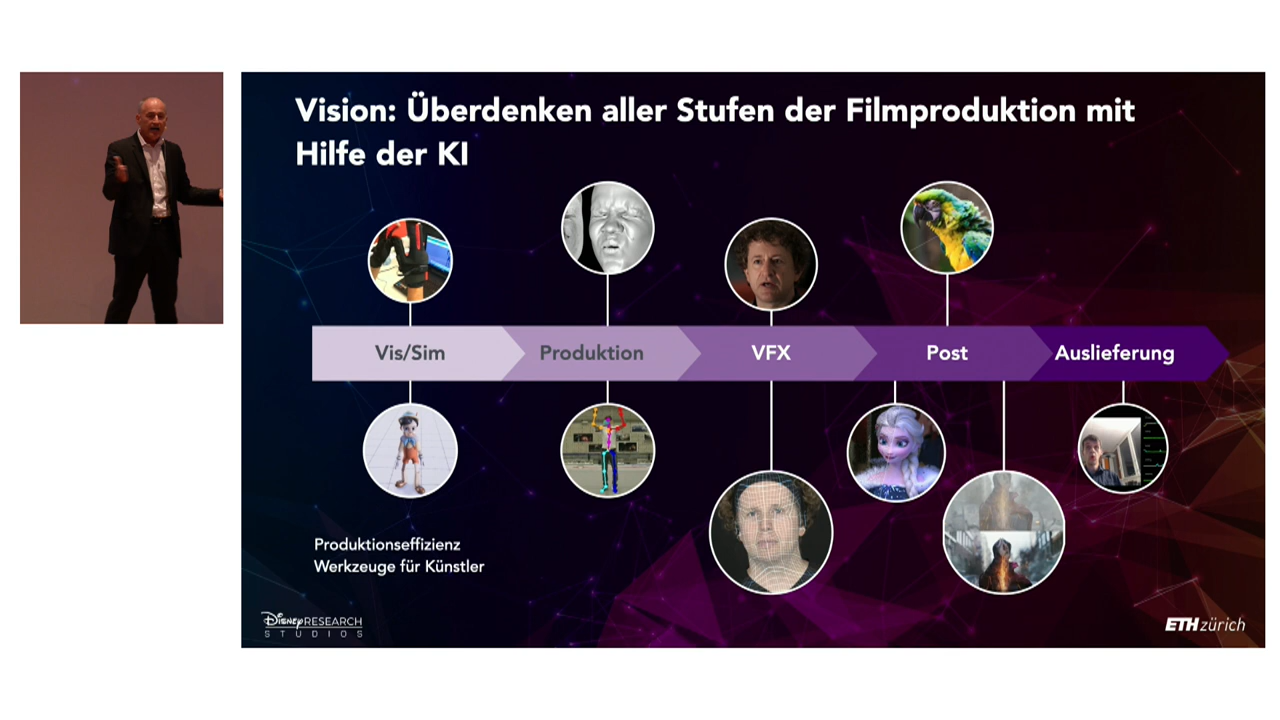 Vision: Überdenken aller Stufen der Filmproduktion mit
Hilfe der KI
Vis/Sim
Produktion
VFX
Post
Auslieferung
Produktionseffizienz
Werkzeuge für Künstler
Disney RESEARCH
STUDIOS
ETH zürich